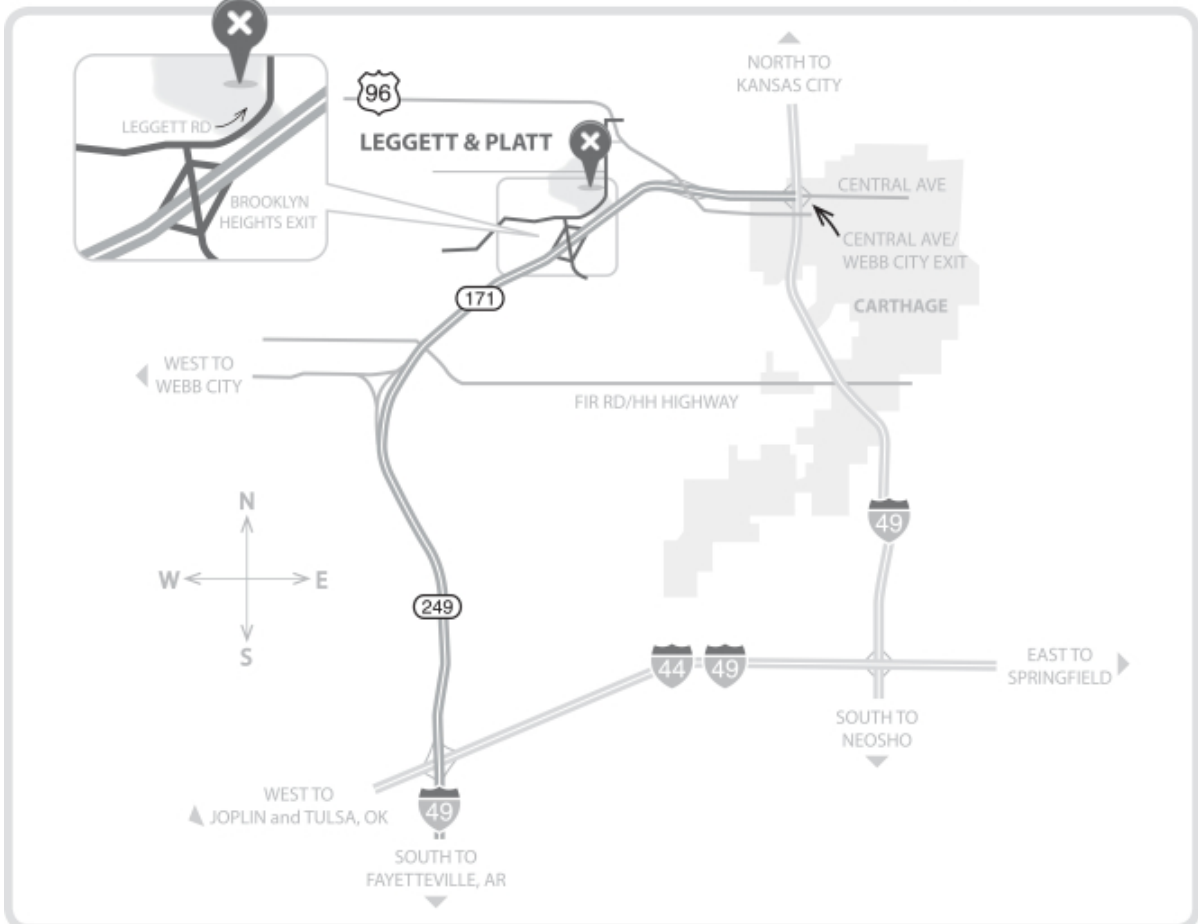 NORTH TO
KANSAS CITY
96
LEGGETT RD
LEGGETT & PLATT
CENTRAL AVE
BROOKLYN
HEIGHTS EXIT
CENTRAL AVE/
WEBB CITY EXIT
171
CARTHAGE
WEST TO
WEBB CITY
FIR RD/HH HIGHWAY
N
49
W
E
249
S
44
49
EAST TO
SPRINGFIELD
SOUTH TO
NEOSHO
WEST TO
JOPLIN and TULSA, OK
49
SOUTH TO
FAYETTEVILLE, AR